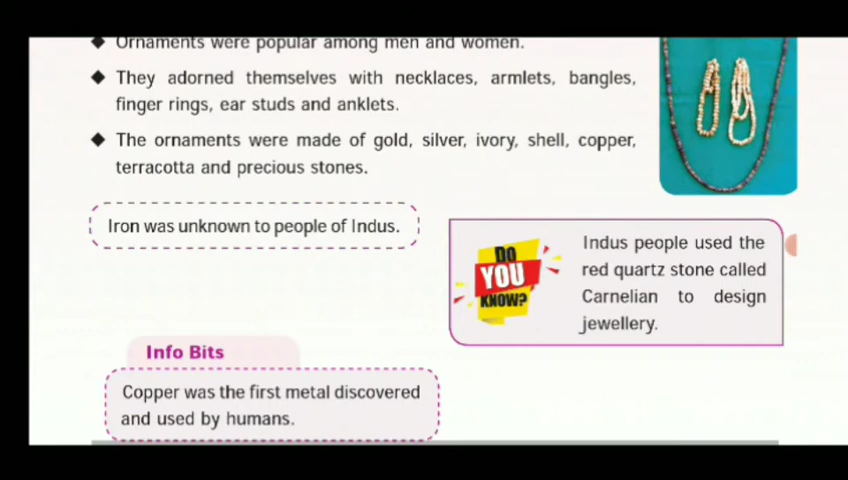 ◆ Ornaments were popular among men and women.
◆ They adorned themselves with necklaces, armlets, bangles,
finger rings, ear studs and anklets.
◆ The ornaments were made of gold, silver, ivory, shell, copper,
terracotta and precious stones.
Iron was unknown to people of Indus.
DO
YOU
KNOW?
Indus people used the
red quartz stone called
Carnelian to design
jewellery.
Info Bits
Copper was the first metal discovered
and used by humans.